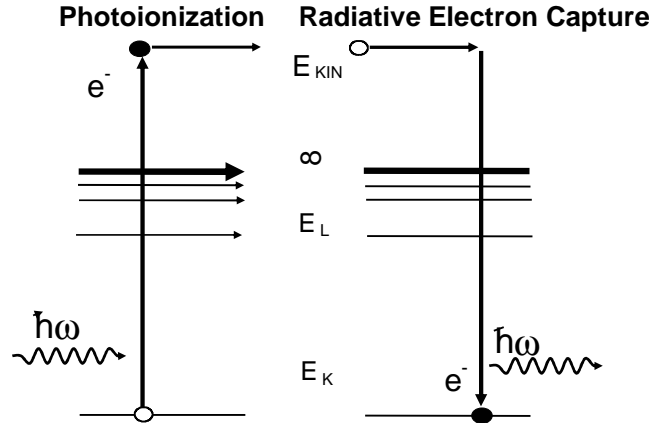 Photoionization
Radiative Electron Capture
E KIN
e-
∞
E L
ħω
ħω
E K
e-